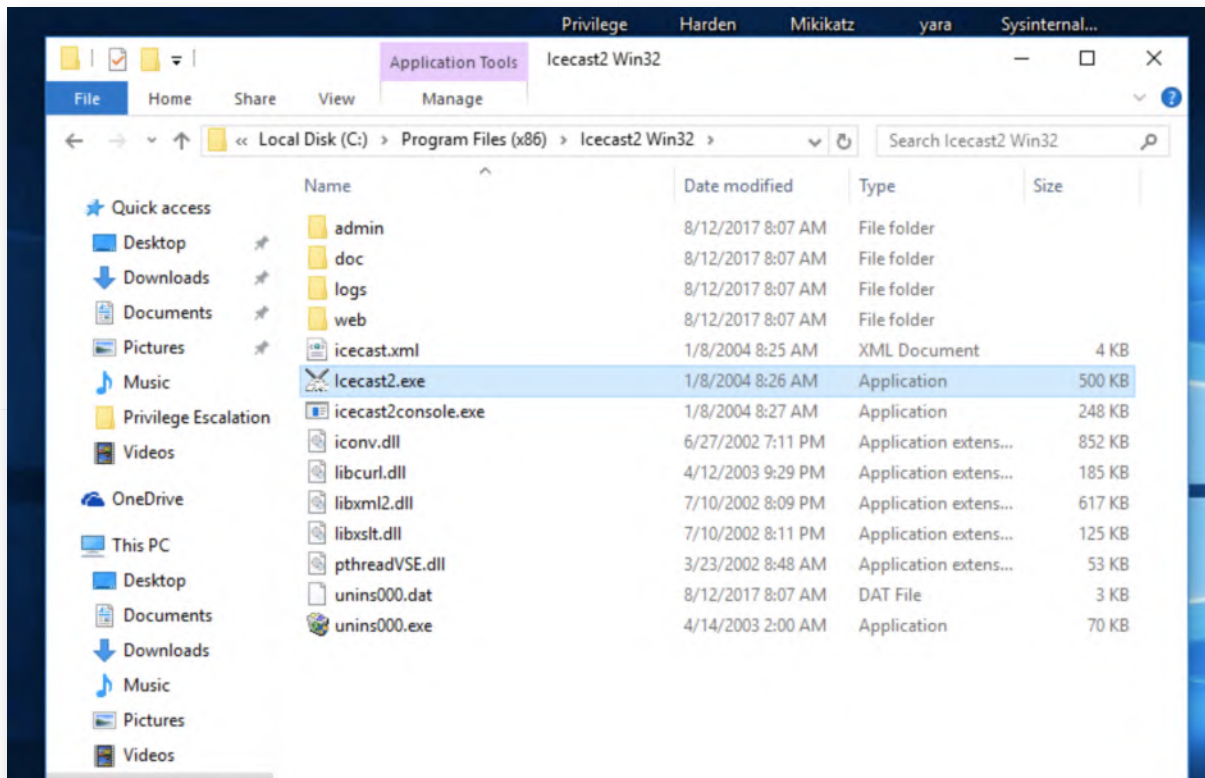 Privilege Harden Mikikatz yara Sysinternal...
Application Tools Icecast2 Win32
File Home Share View Manage
« Local Disk (C:) › Program Files (x86) › Icecast2 Win32 › Search Icecast2 Win32
Name Date modified Type Size
Quick access
Desktop
Downloads
Documents
Pictures
Music
Privilege Escalation
Videos
OneDrive
This PC
Desktop
Documents
Downloads
Music
Pictures
Videos
admin 8/12/2017 8:07 AM File folder
doc 8/12/2017 8:07 AM File folder
logs 8/12/2017 8:07 AM File folder
web 8/12/2017 8:07 AM File folder
icecast.xml 1/8/2004 8:25 AM XML Document 4 KB
Icecast2.exe 1/8/2004 8:26 AM Application 500 KB
icecast2console.exe 1/8/2004 8:27 AM Application 248 KB
iconv.dll 6/27/2002 7:11 PM Application extens... 852 KB
libcurl.dll 4/12/2003 9:29 PM Application extens... 185 KB
libxml2.dll 7/10/2002 8:09 PM Application extens... 617 KB
libxslt.dll 7/10/2002 8:11 PM Application extens... 125 KB
pthreadVSE.dll 3/23/2002 8:48 AM Application extens... 53 KB
unins000.dat 8/12/2017 8:07 AM DAT File 3 KB
unins000.exe 4/14/2003 2:00 AM Application 70 KB